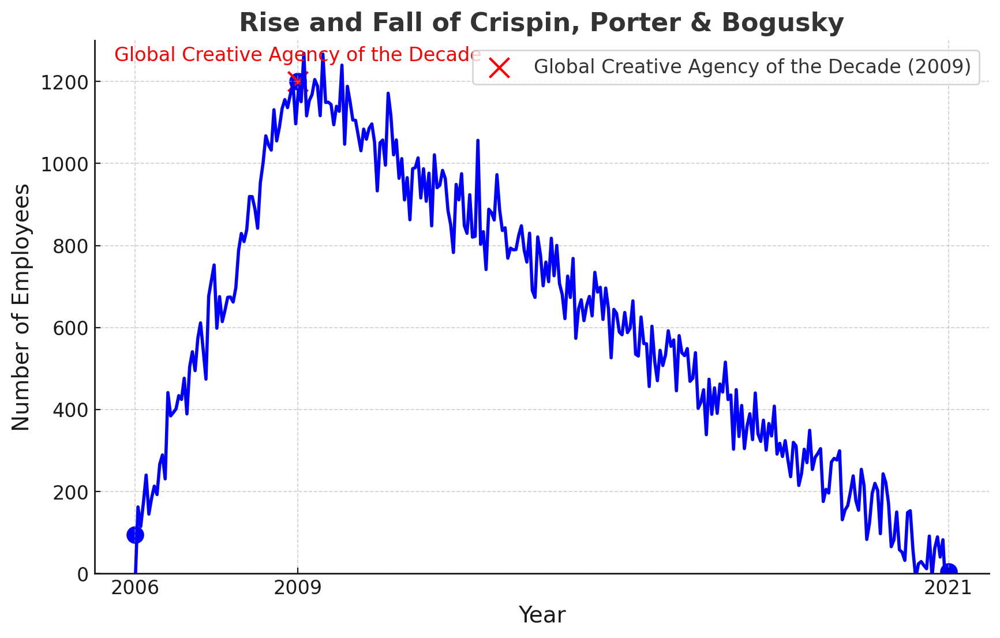 Rise and Fall of Crispin, Porter & Bogusky
Global Creative Agency of the Decade
Global Creative Agency of the Decade (2009)
Number of Employees
1200
1000
800
600
400
200
0
2006
2009
2021
Year